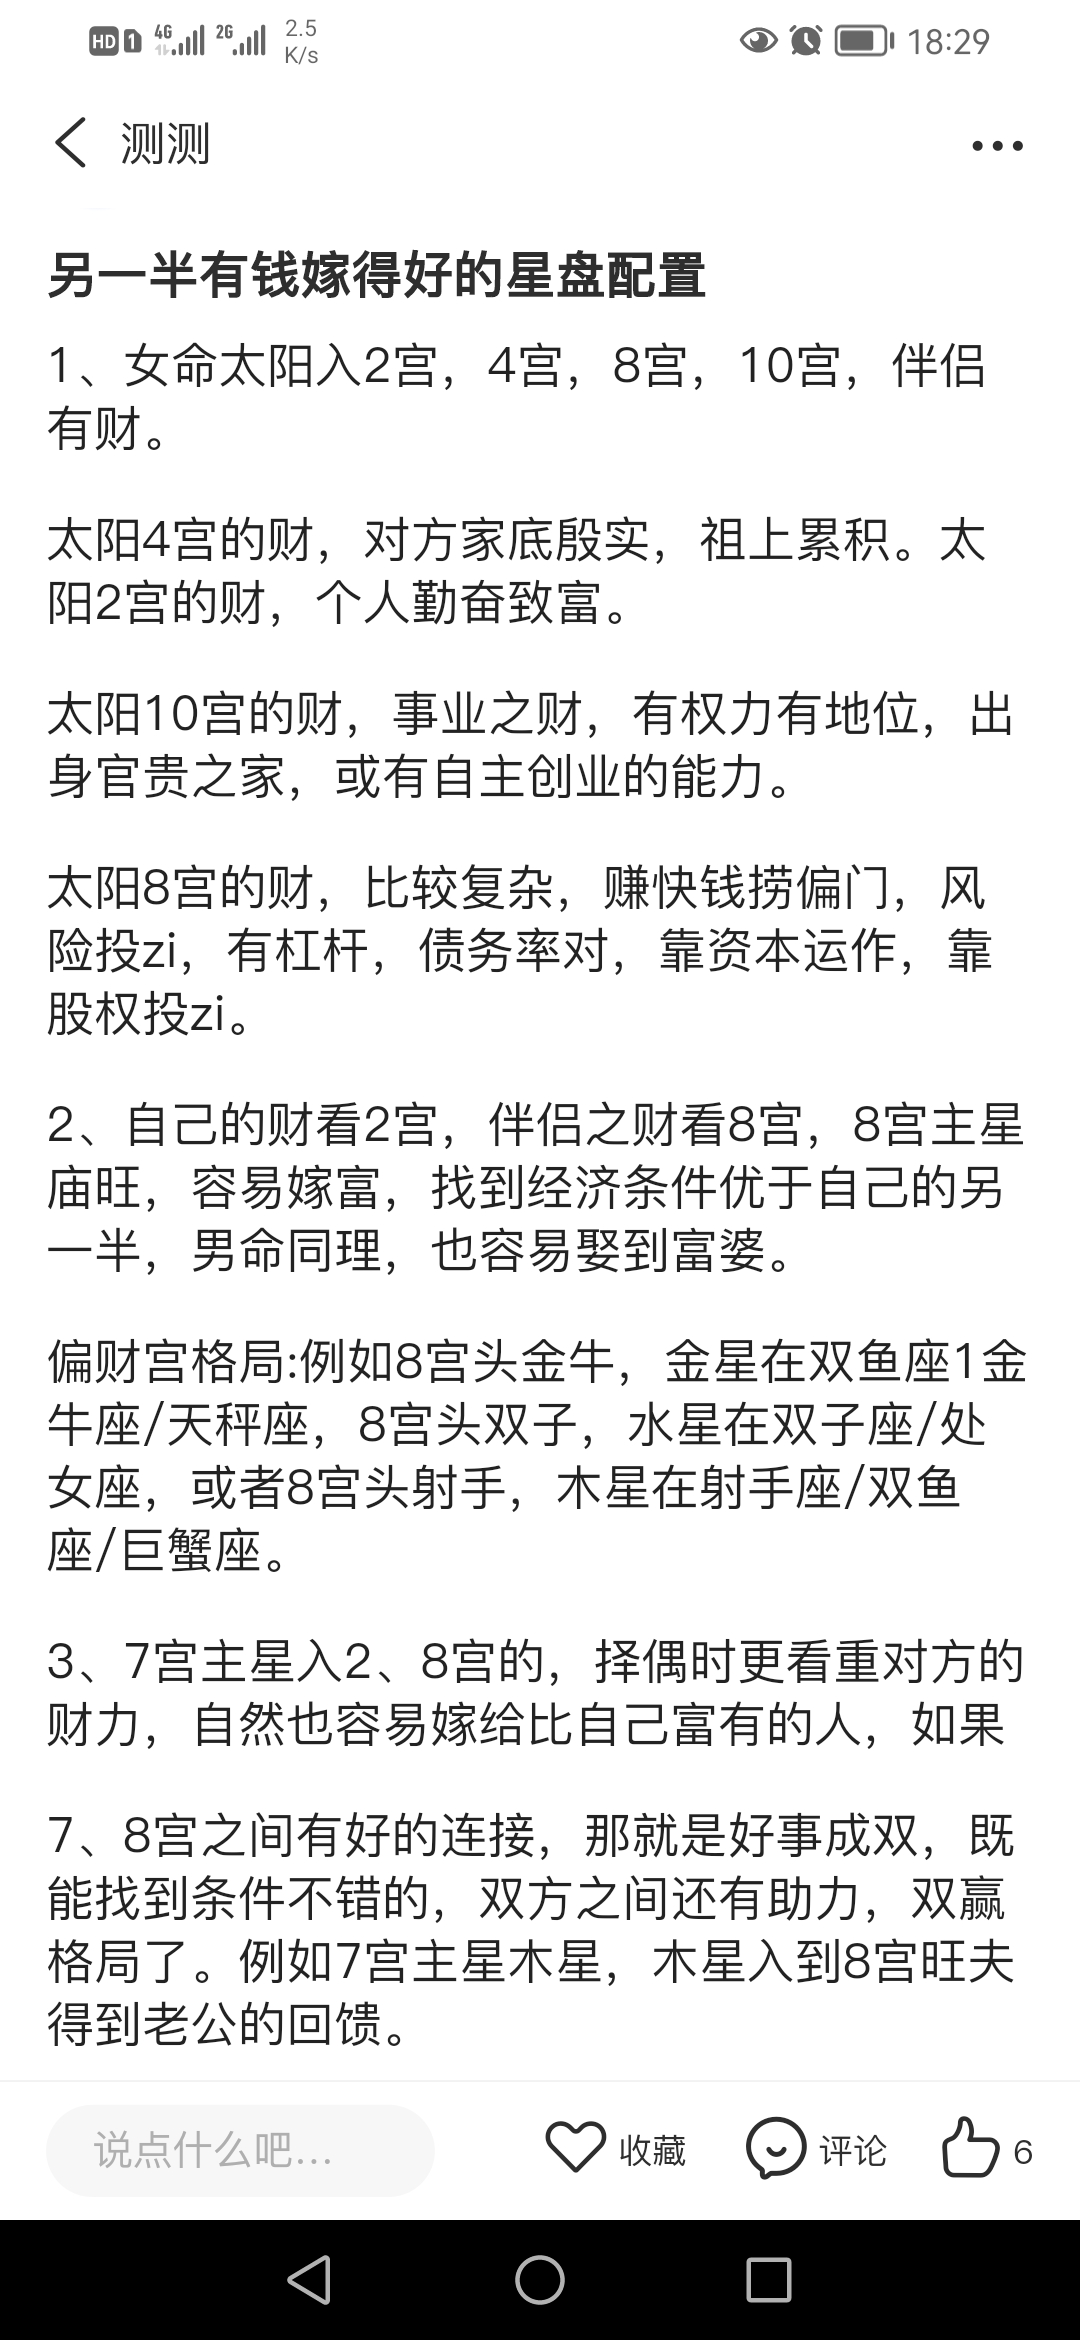 HD 1 4G 2G 2.5 K/s 18:29
测测
另一半有钱嫁得好的星盘配置
1、女命太阳入2宫，4宫，8宫，10宫，伴侣
有财。
太阳4宫的财，对方家底殷实，祖上累积。太
阳2宫的财，个人勤奋致富。
太阳10宫的财，事业之财，有权力有地位，出
身官贵之家，或有自主创业的能力。
太阳8宫的财，比较复杂，赚快钱捞偏门，风
险投zi，有杠杆，债务率对，靠资本运作，靠
股权投zi。
2、自己的财看2宫，伴侣之财看8宫，8宫主星
庙旺，容易嫁富，找到经济条件优于自己的另
一半，男命同理，也容易娶到富婆。
偏财宫格局:例如8宫头金牛，金星在双鱼座1金
牛座/天秤座，8宫头双子，水星在双子座/处
女座，或者8宫头射手，木星在射手座/双鱼
座/巨蟹座。
3、7宫主星入2、8宫的，择偶时更看重对方的
财力，自然也容易嫁给比自己富有的人，如果
7、8宫之间有好的连接，那就是好事成双，既
能找到条件不错的，双方之间还有助力，双赢
格局了。例如7宫主星木星，木星入到8宫旺夫
得到老公的回馈。
说点什么吧... 收藏 评论 6